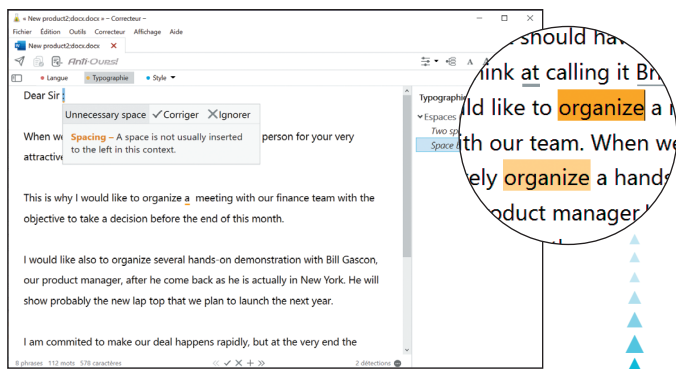 « New product2;docx.docx » – Correcteur –
Fichier Édition Outils Correcteur Affichage Aide
New product2;docx.docx
Anti-Oups!
A
Langue
Typographie
Style
Dear Sir :
Unnecessary space Corriger Ignorer
Spacing – A space is not usually inserted
to the left in this context.
When we
person for your very
attractive
This is why I would like to organize a meeting with our finance team with the
objective to take a decision before the end of this month.
I would like also to organize several hands-on demonstration with Bill Gascon,
our product manager, after he come back as he is actually in New York. He will
show probably the new lap top that we plan to launch the next year.
I am commited to make our deal happens rapidly, but at the very end the
8 phrases 112 mots 578 caractères
2 détections
Typographie
Espaces
Two sp
Space
should hav
ink at calling it Br
ld like to organize a
th our team. When we
ely organize a hands
oduct manager